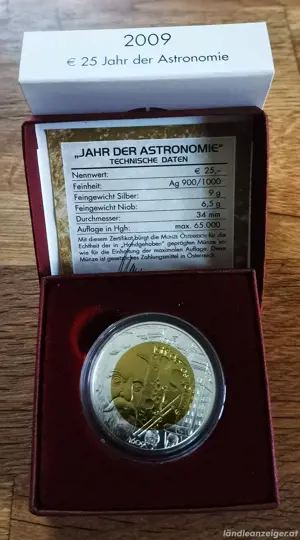 2009
€ 25 Jahr der Astronomie
„JAHR DER ASTRONOMIE“
TECHNISCHE DATEN
Nennwert: € 25,-
Feinheit: Ag 900/1000
Feingewicht Silber: 9 g
Feingewicht Niob: 6,5 g
Durchmesser: 34 mm
Auflage in Hgh: max. 65.000
Mit diesem Zertifikat bürgt die MÜNZE ÖSTERREICH für die
Echtheit der in „Handgehoben“ geprägten Münze so-
wie für die Einhaltung der maximalen Auflage. Diese
Münze ist gesetzliches Zahlungsmittel in Österreich.
1609
ländleanzeiger.at